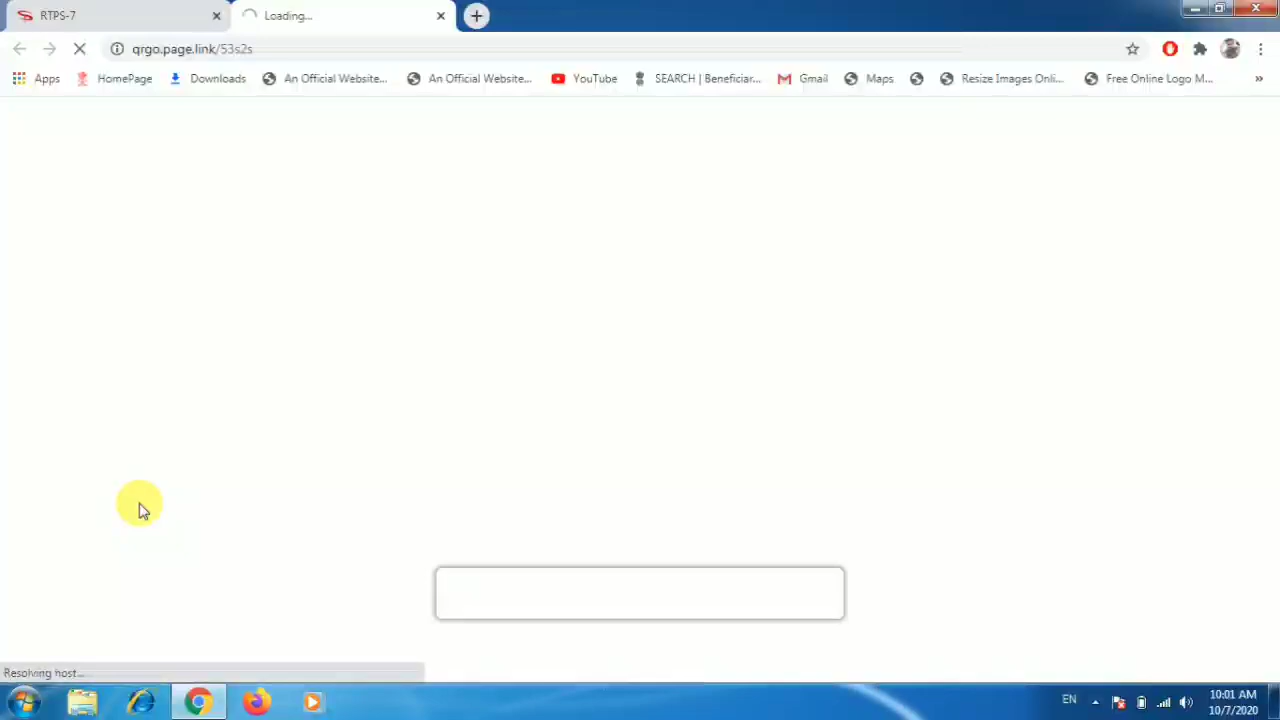 RTPS-7
Loading...
qrgo.page.link/53s2s
Apps
HomePage
Downloads
An Official Website...
An Official Website...
YouTube
SEARCH | Beneficiar...
Gmail
Maps
Resize Images Onli...
Free Online Logo M...
»
Resolving host...
EN
10:01 AM
10/7/2020